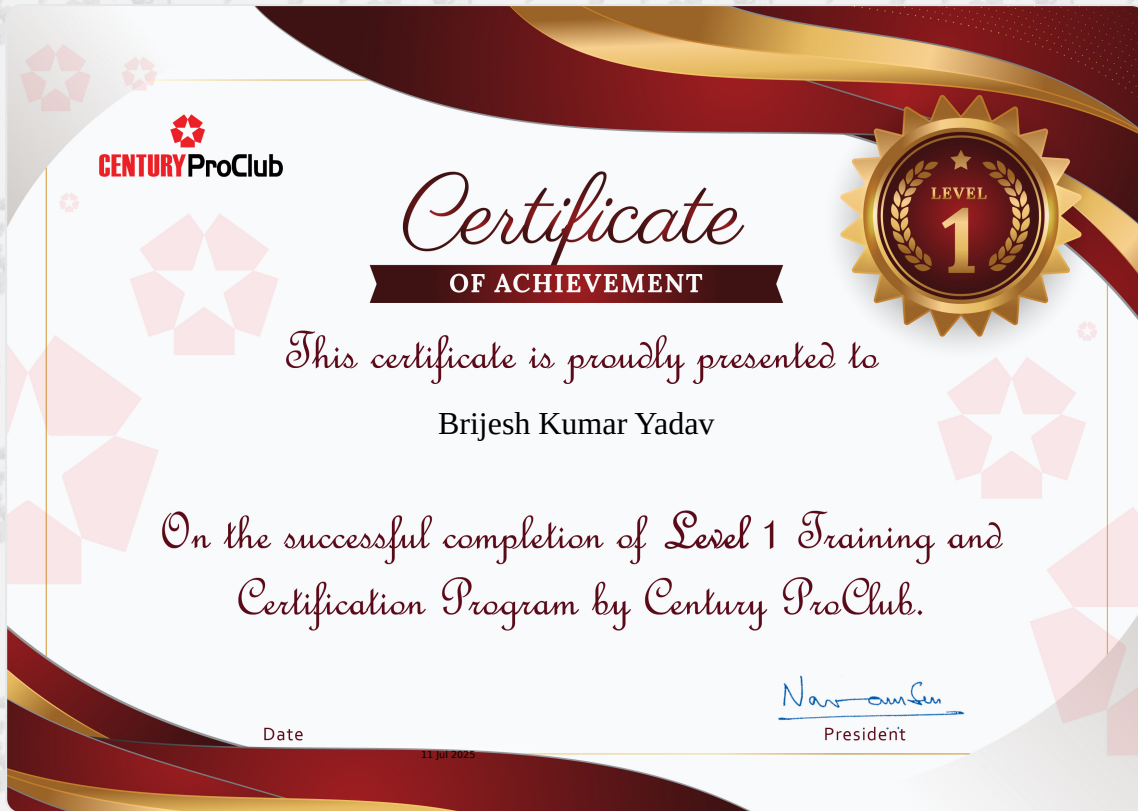 CENTURY ProClub
LEVEL
1
Certificate
OF ACHIEVEMENT
This certificate is proudly presented to
Brijesh Kumar Yadav
On the successful completion of Level 1 Training and
Certification Program by Century ProClub.
Date
President
11 Jul 2025